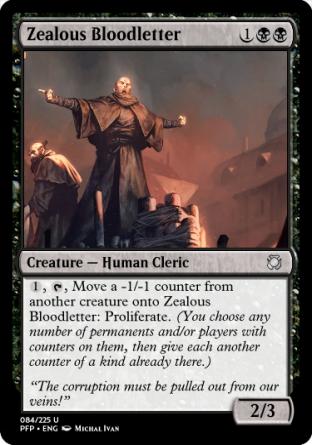 Zealous Bloodletter 1
Creature — Human Cleric
1, , Move a -1/-1 counter from
another creature onto Zealous
Bloodletter: Proliferate. (You choose any
number of permanents and/or players with
counters on them, then give each another
counter of a kind already there.)
"The corruption must be pulled out from our
veins!"
2/3
084/225 U
PFP • ENG Michal Ivan